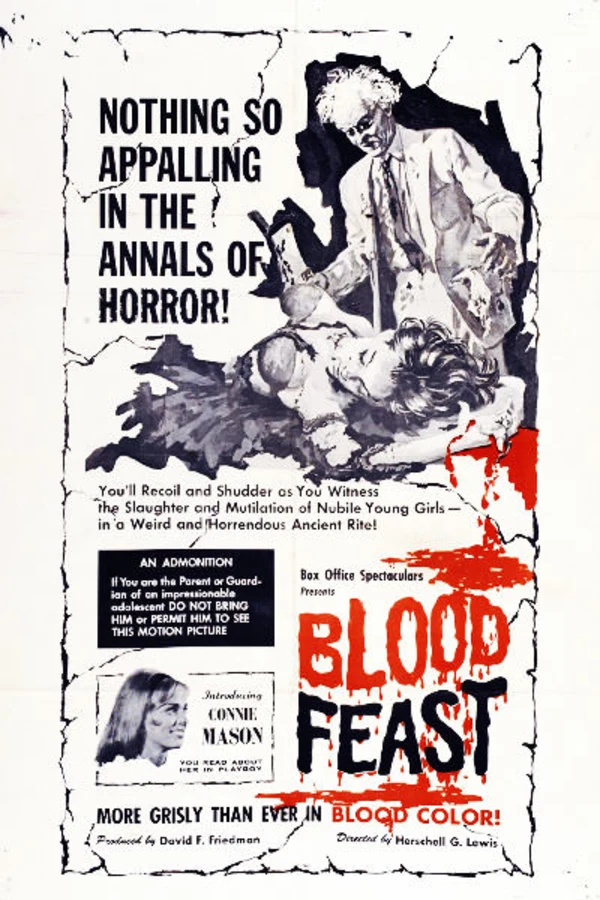 NOTHING SO
APPALLING
IN THE
ANNALS OF
HORROR!
You'll Recoil and Shudder as You Witness
the Slaughter and Mutilation of Nubile Young Girls—
in a Weird and Horrendous Ancient Rite!
AN ADMONITION
If You are the Parent or Guard-
ian of an impressionable
adolescent DO NOT BRING
HIM or PERMIT HIM TO SEE
THIS MOTION PICTURE
Box Office Spectaculars
Presents
BLOOD
FEAST
Introducing
CONNIE
MASON
YOU READ ABOUT
HER IN PLAYBOY
MORE GRISLY THAN EVER IN BLOOD COLOR!
Produced by David F. Friedman
Directed by Herschell G. Lewis